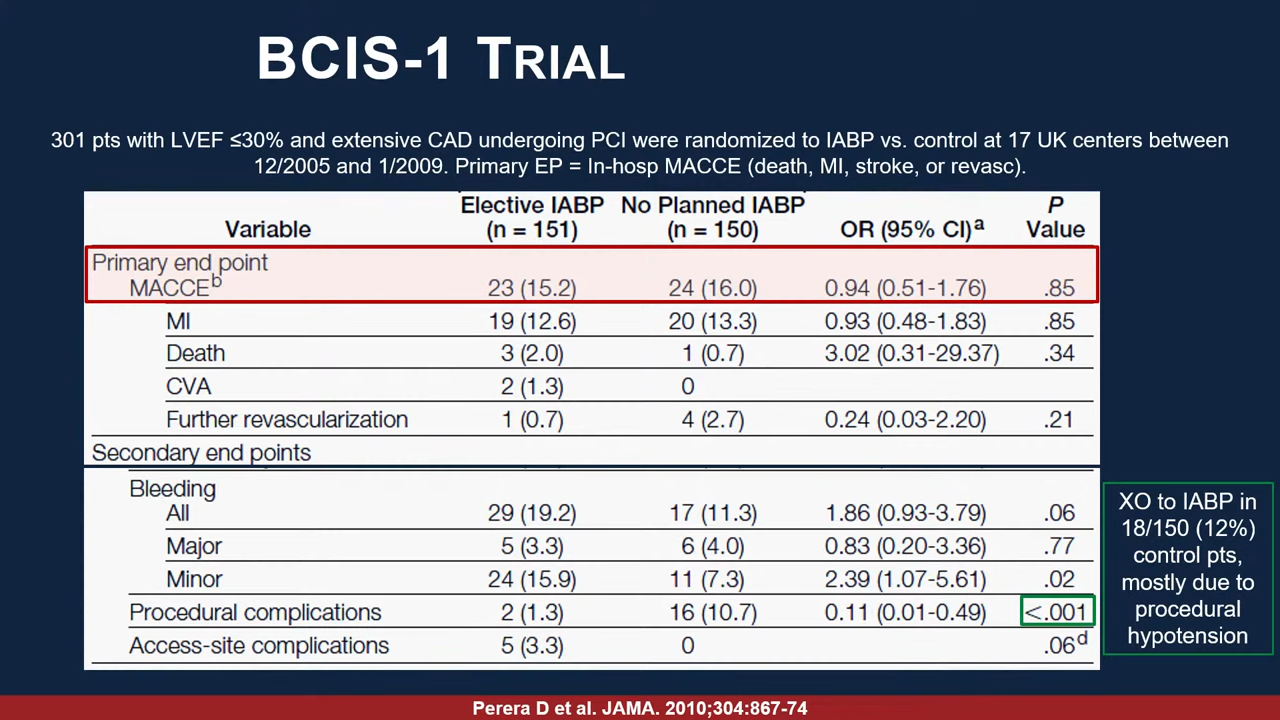 BCIS-1 TRIAL
301 pts with LVEF ≤30% and extensive CAD undergoing PCI were randomized to IABP vs. control at 17 UK centers between
12/2005 and 1/2009. Primary EP = In-hosp MACCE (death, MI, stroke, or revasc).
Elective IABP No Planned IABP P
Variable (n = 151) (n = 150) OR (95% CI)a Value
Primary end point
MACCEb 23 (15.2) 24 (16.0) 0.94 (0.51-1.76) .85
MI 19 (12.6) 20 (13.3) 0.93 (0.48-1.83) .85
Death 3 (2.0) 1 (0.7) 3.02 (0.31-29.37) .34
CVA 2 (1.3) 0
Further revascularization 1 (0.7) 4 (2.7) 0.24 (0.03-2.20) .21
Secondary end points
Bleeding
All 29 (19.2) 17 (11.3) 1.86 (0.93-3.79) .06
Major 5 (3.3) 6 (4.0) 0.83 (0.20-3.36) .77
Minor 24 (15.9) 11 (7.3) 2.39 (1.07-5.61) .02
Procedural complications 2 (1.3) 16 (10.7) 0.11 (0.01-0.49) <.001
Access-site complications 5 (3.3) 0 .06d
XO to IABP in
18/150 (12%)
control pts,
mostly due to
procedural
hypotension
Perera D et al. JAMA. 2010;304:867-74